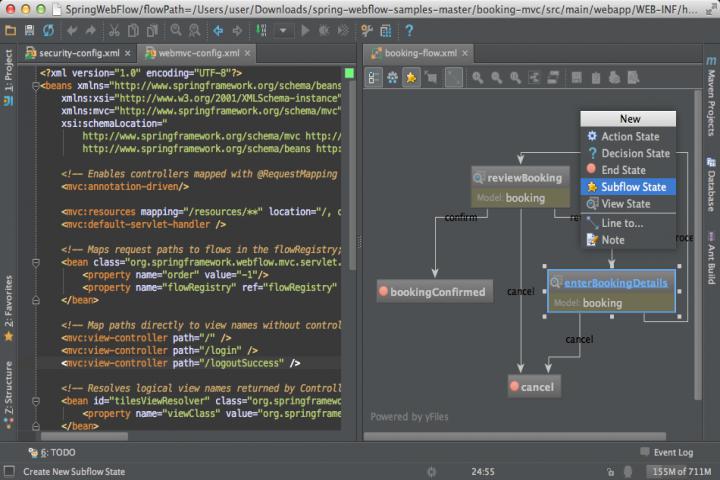 SpringWebFlow/flowPath=/Users/user/Downloads/spring-webflow-samples-master/booking-mvc/src/main/webapp/WEB-INF/h...
security-config.xml
webmvc-config.xml
booking-flow.xml
1: Project
2: Favorites
Z: Structure
<?xml version="1.0" encoding="UTF-8"?>
<beans xmlns="http://www.springframework.org/schema/beans
xmlns:xsi="http://www.w3.org/2001/XMLSchema-instance"
xmlns:mvc="http://www.springframework.org/schema/mvc"
xsi:schemaLocation="
http://www.springframework.org/schema/mvc http:/
http://www.springframework.org/schema/beans http:
<!-- Enables controllers mapped with @RequestMapping
<mvc:annotation-driven/>
<mvc:resources mapping="/resources/**" location="/,
<mvc:default-servlet-handler />
<!-- Maps request paths to flows in the flowRegistry;
<bean class="org.springframework.webflow.mvc.servlet.
<property name="order" value="-1"/>
<property name="flowRegistry" ref="flowRegistry"
</bean>
<!-- Map paths directly to view names without control
<mvc:view-controller path="/" />
<mvc:view-controller path="/login" />
<mvc:view-controller path="/logoutSuccess" />
<!-- Resolves logical view names returned by Control
<bean id="tilesViewResolver" class="org.springframew
<property name="viewClass" value="org.springfram
</bean>
New
Action State
Decision State
End State
Subflow State
View State
Line to...
Note
reviewBooking
Model: booking
confirm
re
roce
bookingConfirmed
cancel
enterBookingDetails
Model: booking
cancel
cancel
Powered by yFiles
Maven Projects
Database
Ant Build
6: TODO
Event Log
Create New Subflow State
24:55
155M of 711M